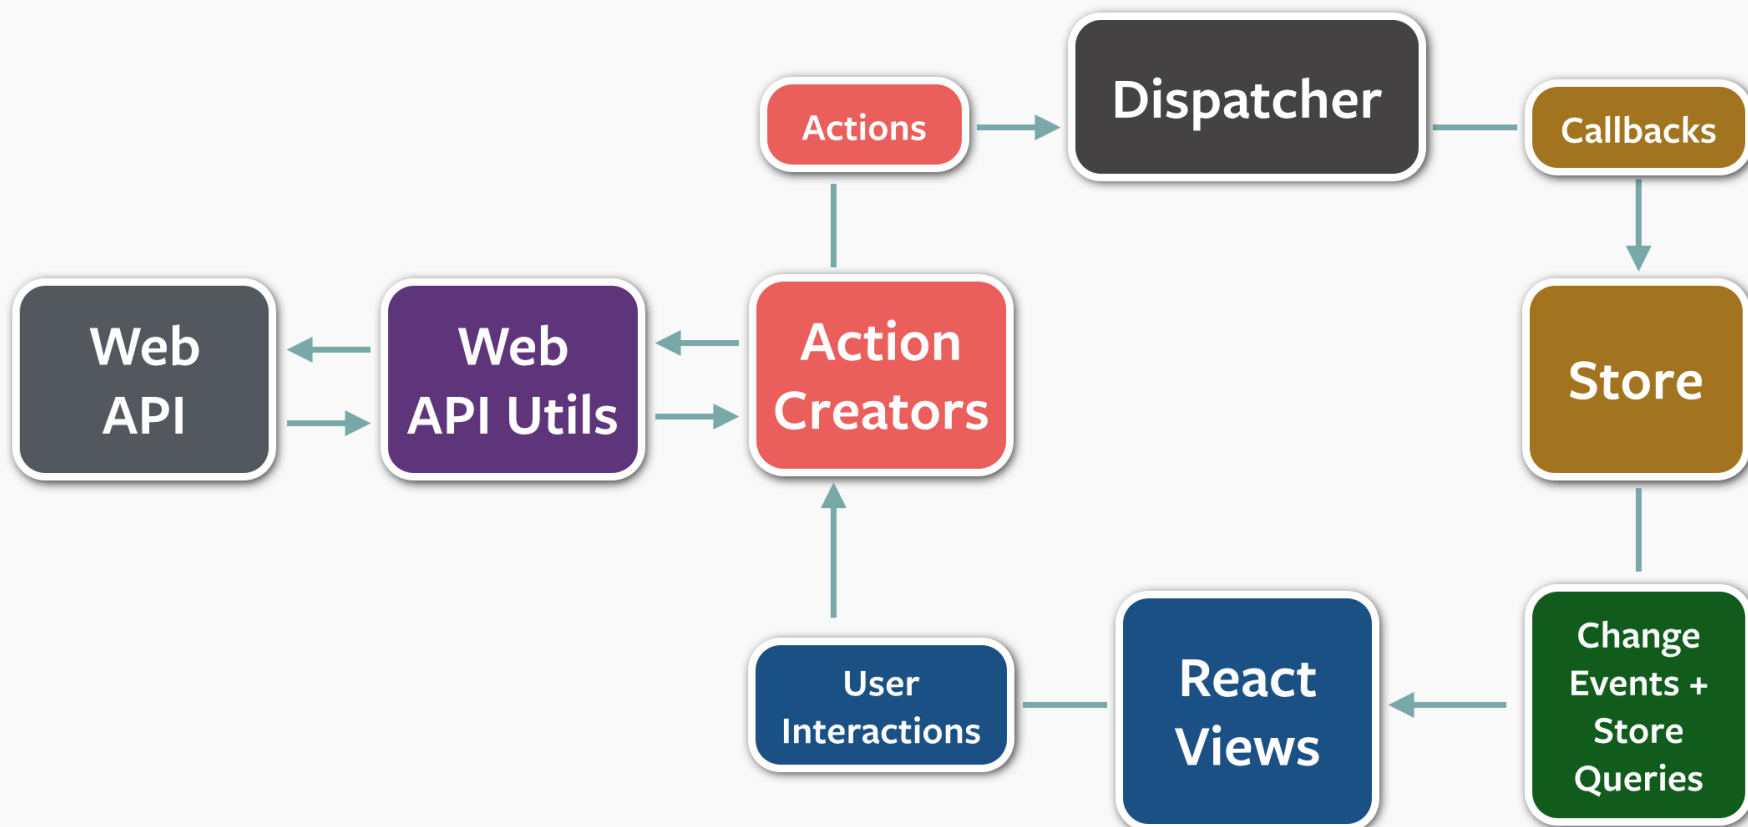 Dispatcher
Actions
Callbacks
Web
API
Web
API Utils
Action
Creators
Store
User
Interactions
React
Views
Change
Events +
Store
Queries